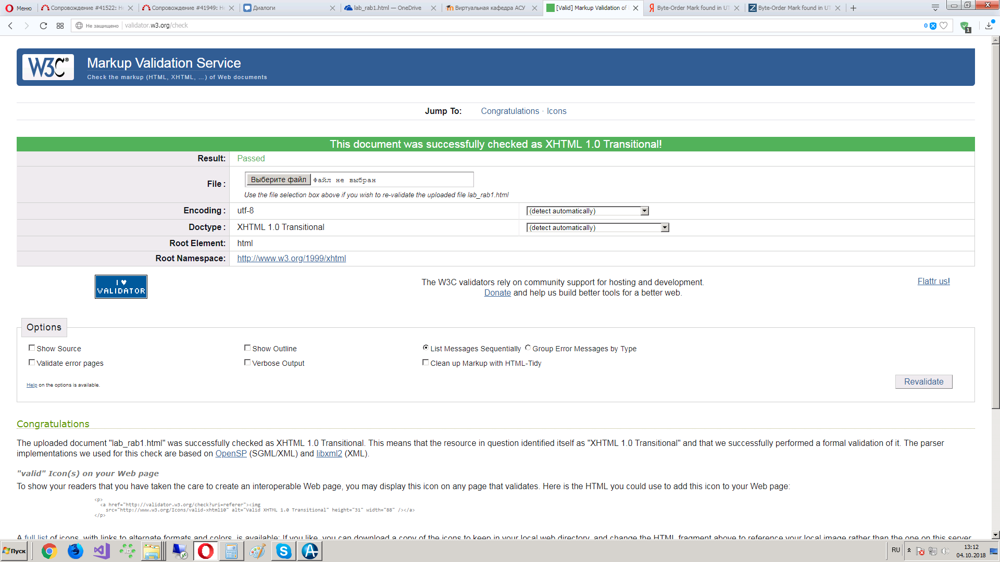 Меню
Сопровождение #41522: Не
Сопровождение #41949: Не
Диалоги
lab_rab1.html — OneDrive
Виртуальная кафедра АСУ
[Valid] Markup Validation of
Byte-Order Mark found in UT
Byte-Order Mark found in UT
Не защищено
validator.w3.org/check
0
1
W3C®
Markup Validation Service
Check the markup (HTML, XHTML, …) of Web documents
Jump To: Congratulations · Icons
This document was successfully checked as XHTML 1.0 Transitional!
Result: Passed
File : Выберите файл Файл не выбран
Use the file selection box above if you wish to re-validate the uploaded file lab_rab1.html
Encoding : utf-8 (detect automatically)
Doctype : XHTML 1.0 Transitional (detect automatically)
Root Element: html
Root Namespace: http://www.w3.org/1999/xhtml
I ♥
VALIDATOR
The W3C validators rely on community support for hosting and development.
Donate and help us build better tools for a better web.
Flattr us!
Options
Show Source Show Outline List Messages Sequentially Group Error Messages by Type
Validate error pages Verbose Output Clean up Markup with HTML-Tidy
Help on the options is available.
Revalidate
Congratulations
The uploaded document "lab_rab1.html" was successfully checked as XHTML 1.0 Transitional. This means that the resource in question identified itself as "XHTML 1.0 Transitional" and that we successfully performed a formal validation of it. The parser
implementations we used for this check are based on OpenSP (SGML/XML) and libxml2 (XML).
"valid" Icon(s) on your Web page
To show your readers that you have taken the care to create an interoperable Web page, you may display this icon on any page that validates. Here is the HTML you could use to add this icon to your Web page:
<p>
<a href="http://validator.w3.org/check?uri=referer"><img
src="http://www.w3.org/Icons/valid-xhtml10" alt="Valid XHTML 1.0 Transitional" height="31" width="88" /></a>
</p>
A full list of icons, with links to alternate formats and colors, is available: If you like, you can download a copy of the icons to keep in your local web directory, and change the HTML fragment above to reference your local image rather than the one on this server.
Пуск
RU
13:12
04.10.2018